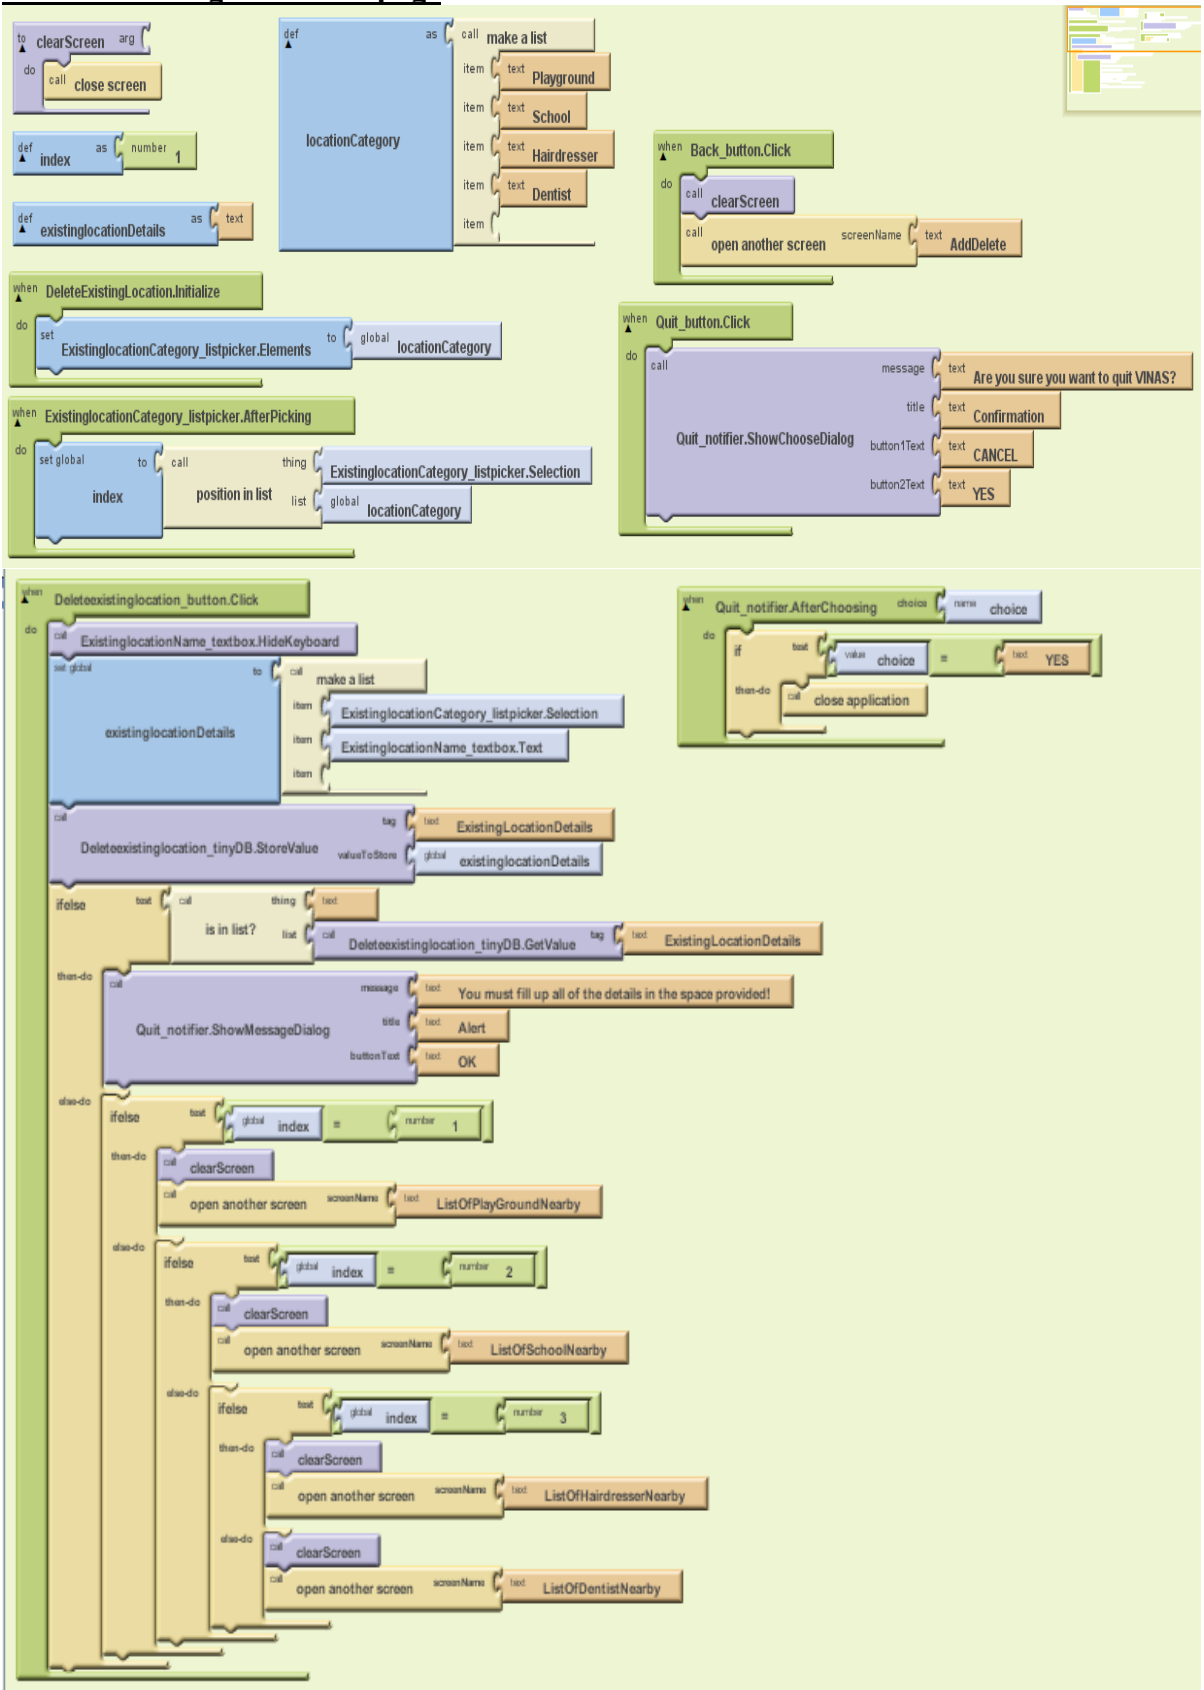 to clearScreen arg
do call close screen
def index as number 1
def existinglocationDetails as text
def locationCategory as call make a list
item text Playground
item text School
item text Hairdresser
item text Dentist
item
when Back_button.Click
do call clearScreen
call open another screen screenName text AddDelete
when DeleteExistingLocation.Initialize
do set ExistinglocationCategory_listpicker.Elements to global locationCategory
when Quit_button.Click
do call Quit_notifier.ShowChooseDialog
message text Are you sure you want to quit VINAS?
title text Confirmation
button1Text text CANCEL
button2Text text YES
when ExistinglocationCategory_listpicker.AfterPicking
do set global index to call position in list
thing ExistinglocationCategory_listpicker.Selection
list global locationCategory
when Deleteexistinglocation_button.Click
do call ExistinglocationName_textbox.HideKeyboard
set global existinglocationDetails to call make a list
item ExistinglocationCategory_listpicker.Selection
item ExistinglocationName_textbox.Text
item
call Deleteexistinglocation_tinyDB.StoreValue
tag text ExistingLocationDetails
valueToStore global existinglocationDetails
ifelse test call is in list? thing text
list call Deleteexistinglocation_tinyDB.GetValue tag text ExistingLocationDetails
then-do call Quit_notifier.ShowMessageDialog
message text You must fill up all of the details in the space provided!
title text Alert
buttonText text OK
else-do ifelse test global index = number 1
then-do call clearScreen
call open another screen screenName text ListOfPlayGroundNearby
else-do ifelse test global index = number 2
then-do call clearScreen
call open another screen screenName text ListOfSchoolNearby
else-do ifelse test global index = number 3
then-do call clearScreen
call open another screen screenName text ListOfHairdresserNearby
else-do call clearScreen
call open another screen screenName text ListOfDentistNearby
when Quit_notifier.AfterChoosing choice name choice
do if test value choice = text YES
then-do call close application